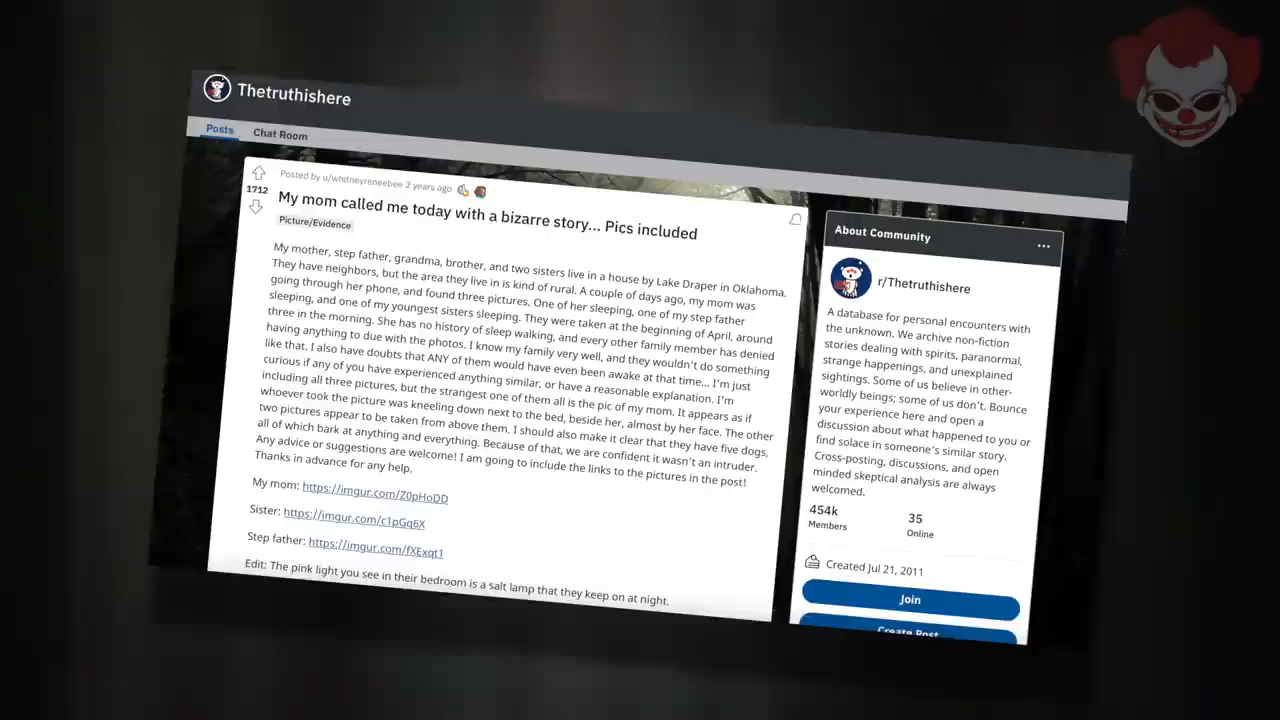 Thetruthishere
Posts Chat Room
Posted by u/whitneyreneebee 2 years ago
1712
My mom called me today with a bizarre story... Pics included
Picture/Evidence
My mother, step father, grandma, brother, and two sisters live in a house by Lake Draper in Oklahoma.
They have neighbors, but the area they live in is kind of rural. A couple of days ago, my mom was
going through her phone, and found three pictures. One of her sleeping, one of my step father
sleeping, and one of my youngest sisters sleeping. They were taken at the beginning of April, around
three in the morning. She has no history of sleep walking, and every other family member has denied
having anything to due with the photos. I know my family very well, and they wouldn't do something
like that. I also have doubts that ANY of them would have even been awake at that time... I'm just
curious if any of you have experienced anything similar, or have a reasonable explanation. I'm
including all three pictures, but the strangest one of them all is the pic of my mom. It appears as if
whoever took the picture was kneeling down next to the bed, beside her, almost by her face. The other
two pictures appear to be taken from above them. I should also make it clear that they have five dogs,
all of which bark at anything and everything. Because of that, we are confident it wasn't an intruder.
Any advice or suggestions are welcome! I am going to include the links to the pictures in the post!
Thanks in advance for any help.
My mom: https://imgur.com/Z0pHoDD
Sister: https://imgur.com/c1pGq6X
Step father: https://imgur.com/fXExqt1
Edit: The pink light you see in their bedroom is a salt lamp that they keep on at night.
About Community
r/Thetruthishere
A database for personal encounters with
the unknown. We archive non-fiction
stories dealing with spirits, paranormal,
strange happenings, and unexplained
sightings. Some of us believe in other-
worldly beings; some of us don't. Bounce
your experience here and open a
discussion about what happened to you or
find solace in someone's similar story.
Cross-posting, discussions, and open
minded skeptical analysis are always
welcomed.
454k 35
Members Online
Created Jul 21, 2011
Join
Create Post